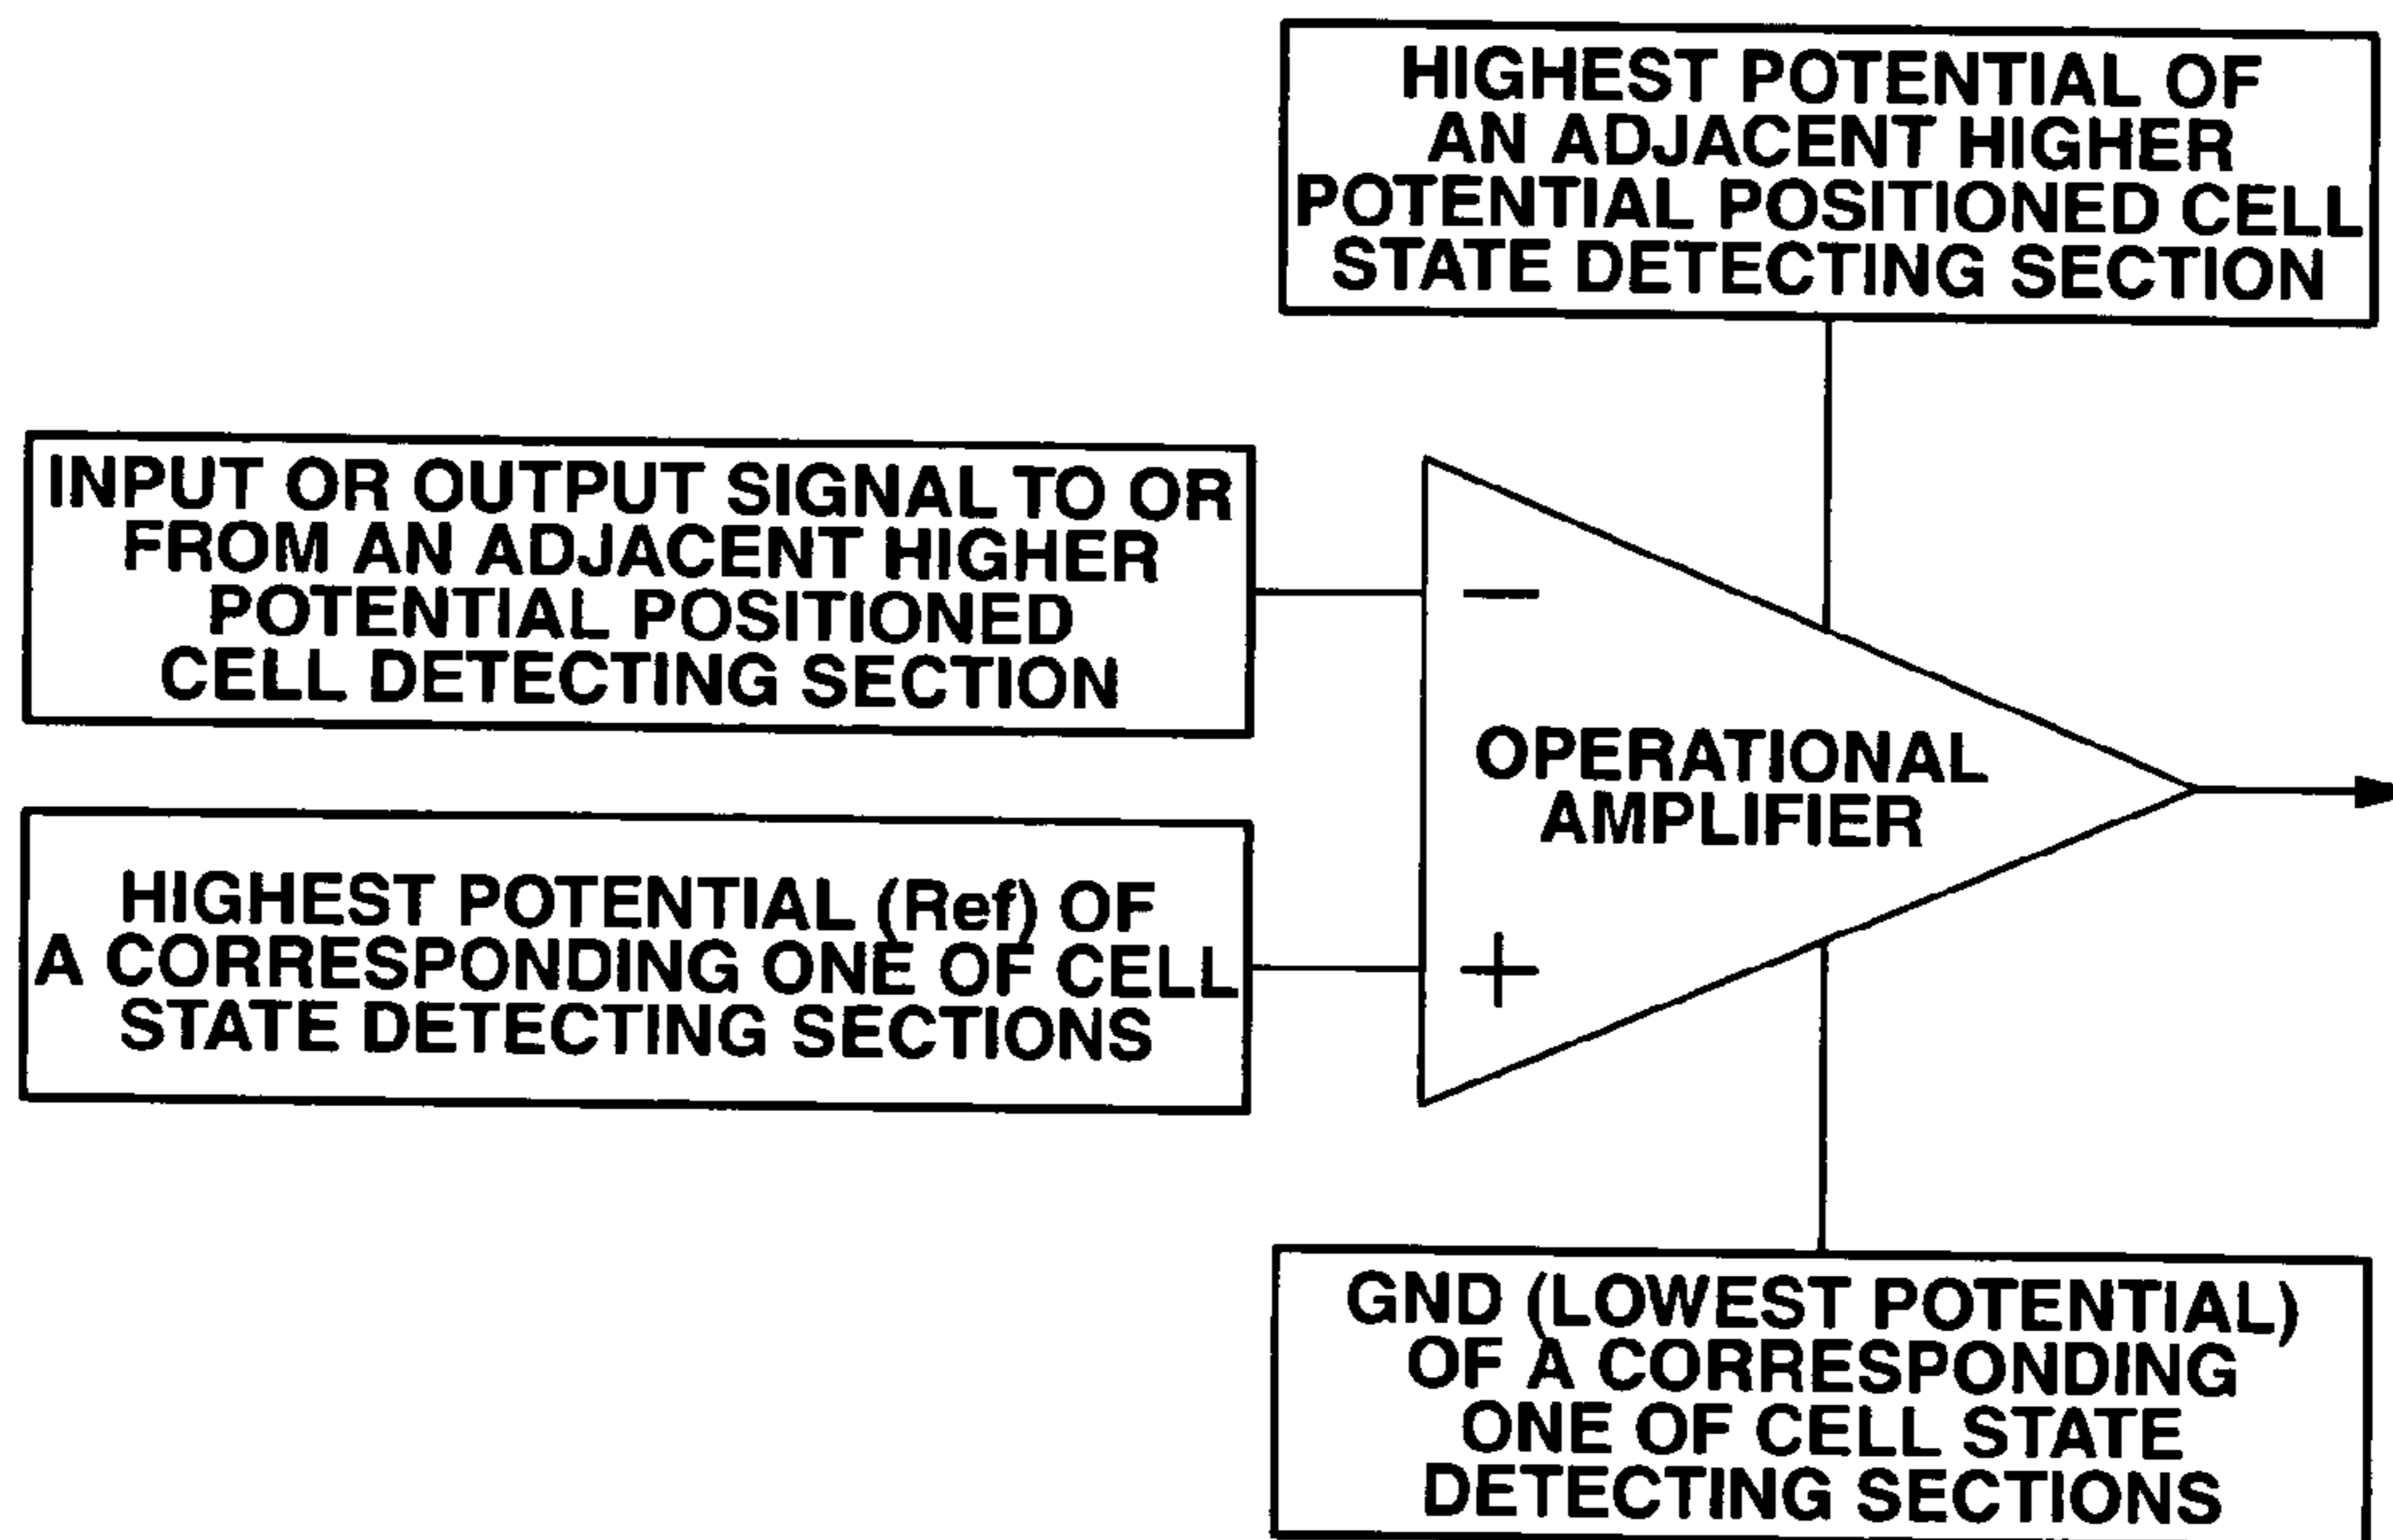 HIGHEST POTENTIAL OF
AN ADJACENT HIGHER
POTENTIAL POSITIONED CELL
STATE DETECTING SECTION
INPUT OR OUTPUT SIGNAL TO OR
FROM AN ADJACENT HIGHER
POTENTIAL POSITIONED
CELL DETECTING SECTION
−
OPERATIONAL
AMPLIFIER
HIGHEST POTENTIAL (Ref) OF
A CORRESPONDING ONE OF CELL
STATE DETECTING SECTIONS
+
GND (LOWEST POTENTIAL)
OF A CORRESPONDING
ONE OF CELL STATE
DETECTING SECTIONS